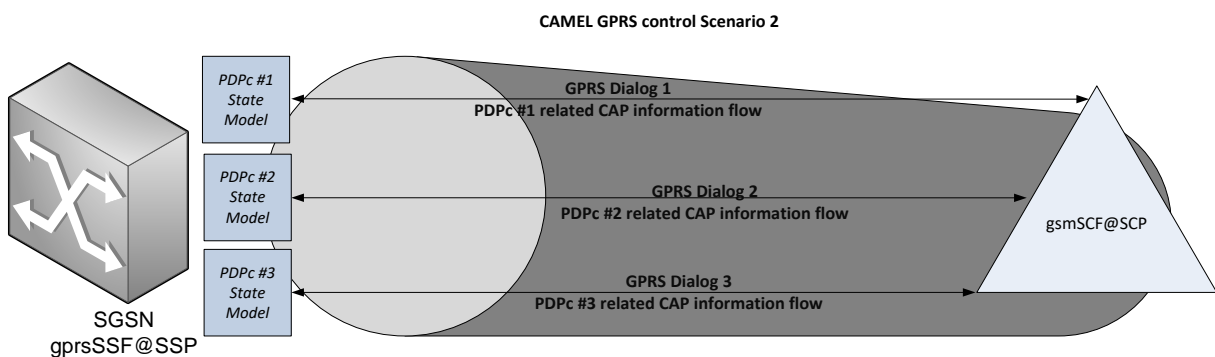 CAMEL GPRS control Scenario 2
PDPc #1
State
Model
GPRS Dialog 1
PDPc #1 related CAP information flow
PDPc #2
State
Model
GPRS Dialog 2
PDPc #2 related CAP information flow
gsmSCF@SCP
PDPc #3
State
Model
GPRS Dialog 3
PDPc #3 related CAP information flow
SGSN
gprsSSF@SSP